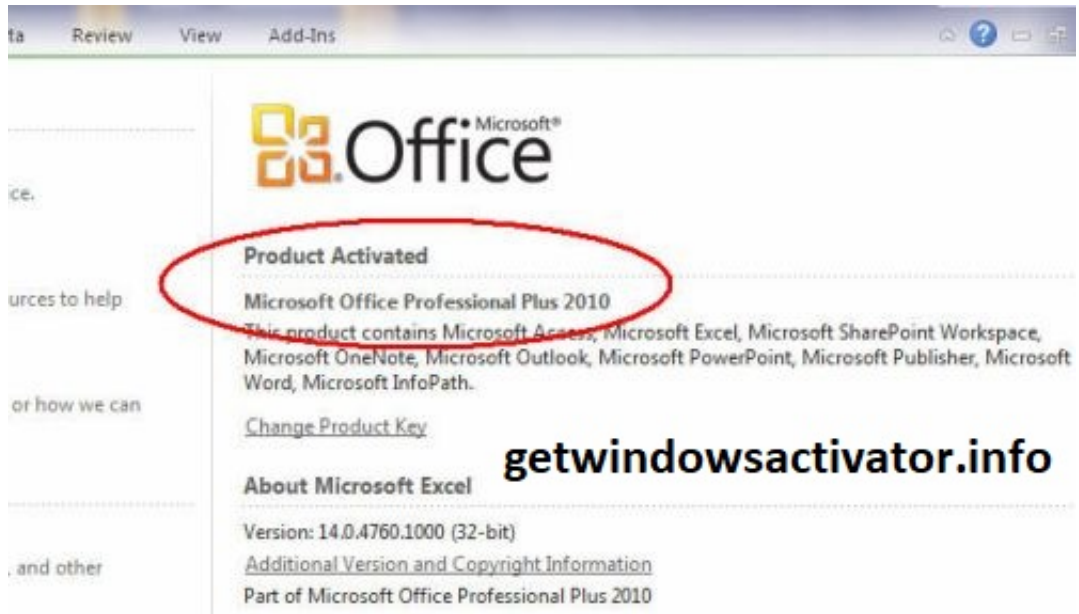 ta Review View Add-Ins
Microsoft®
Office
ice.
Product Activated
urces to help
Microsoft Office Professional Plus 2010
This product contains Microsoft Access, Microsoft Excel, Microsoft SharePoint Workspace,
Microsoft OneNote, Microsoft Outlook, Microsoft PowerPoint, Microsoft Publisher, Microsoft
Word, Microsoft InfoPath.
or how we can
Change Product Key
getwindowsactivator.info
About Microsoft Excel
Version: 14.0.4760.1000 (32-bit)
, and other
Additional Version and Copyright Information
Part of Microsoft Office Professional Plus 2010